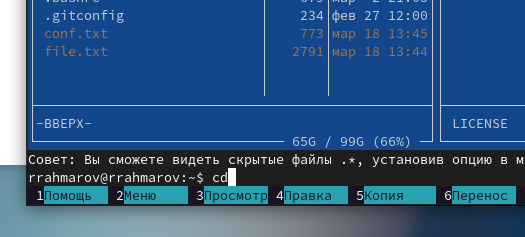 .gitconfig 234 фев 27 12:00
conf.txt 773 мар 18 13:45
file.txt 2791 мар 18 13:44
-ВВЕРХ- LICENSE
65G / 99G (66%)
Совет: Вы сможете видеть скрытые файлы .*, установив опцию в м
rrahmarov@rrahmarov:~$ cd
1Помощь 2Меню 3Просмотр 4Правка 5Копия 6Перенос